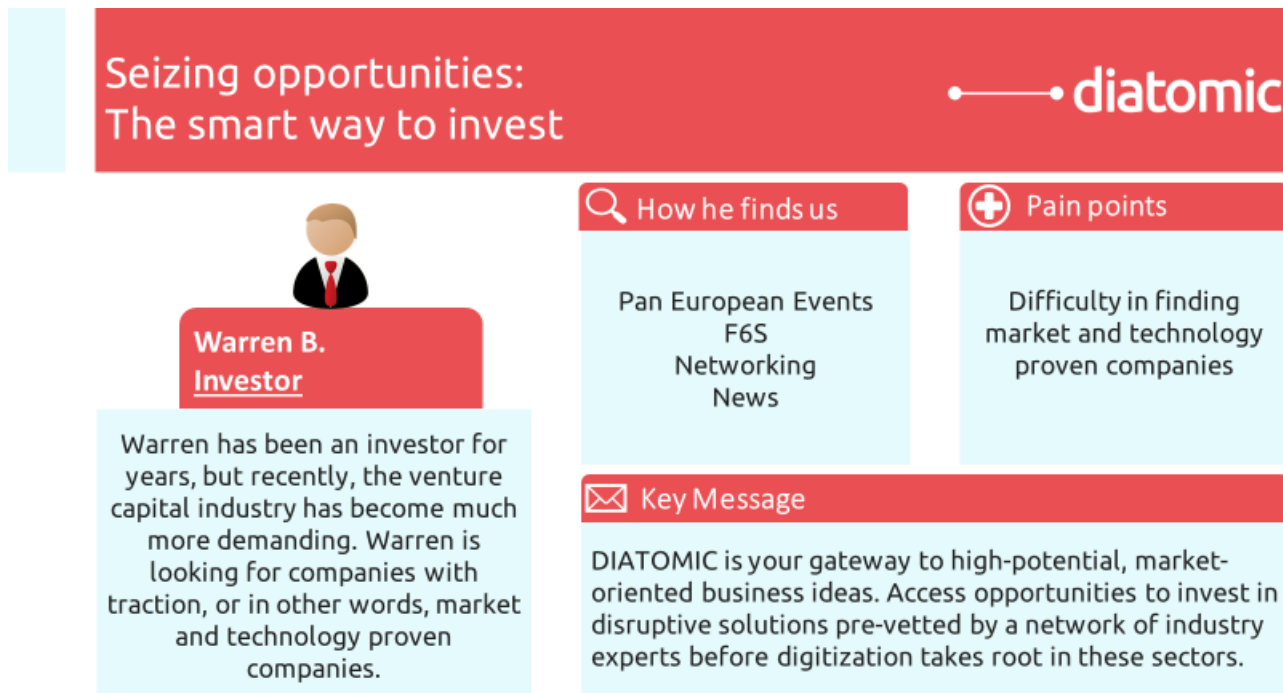 Seizing opportunities:
The smart way to invest
diatomic
Warren B.
Investor
Warren has been an investor for
years, but recently, the venture
capital industry has become much
more demanding. Warren is
looking for companies with
traction, or in other words, market
and technology proven
companies.
How he finds us
Pan European Events
F6S
Networking
News
Pain points
Difficulty in finding
market and technology
proven companies
Key Message
DIATOMIC is your gateway to high-potential, market-
oriented business ideas. Access opportunities to invest in
disruptive solutions pre-vetted by a network of industry
experts before digitization takes root in these sectors.